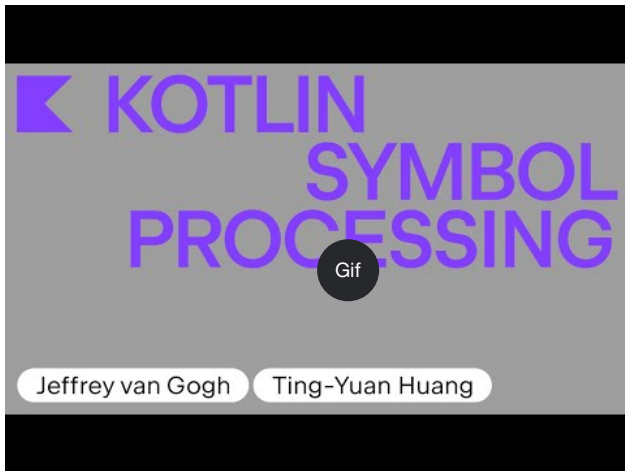 KOTLIN
SYMBOL
PROCESSING
Gif
Jeffrey van Gogh Ting-Yuan Huang